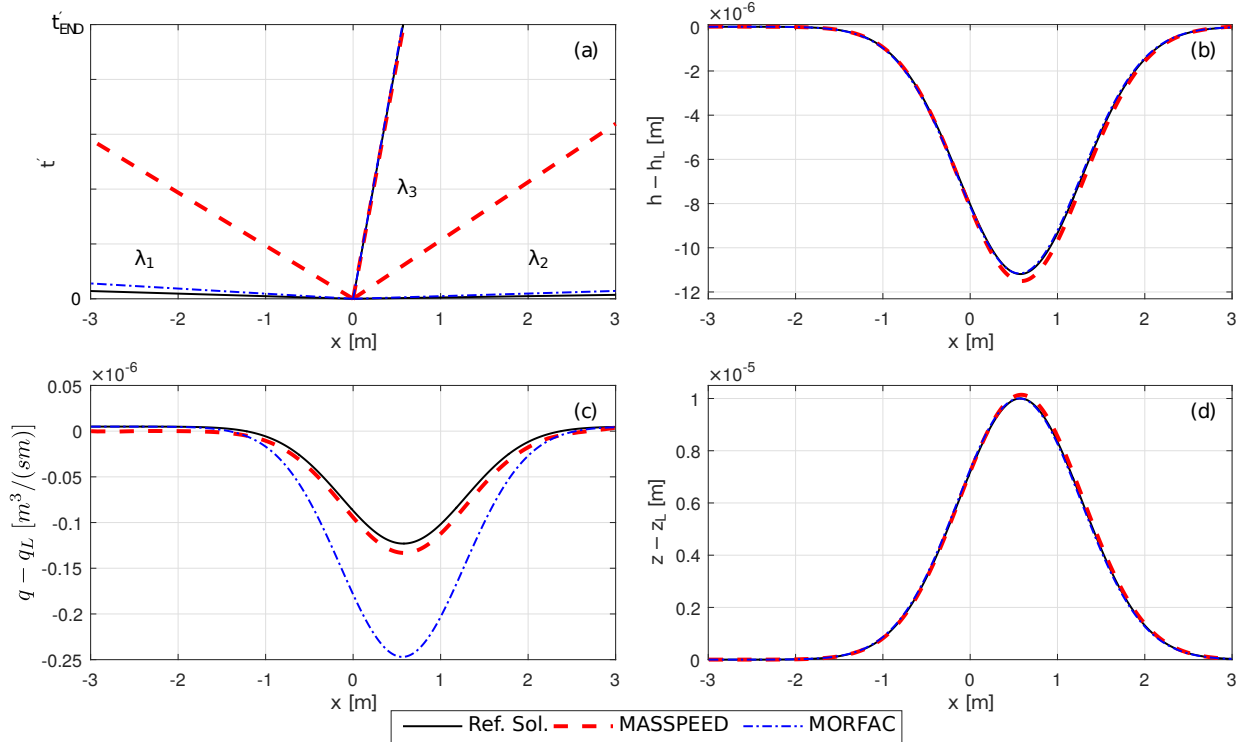 t'END
t'
0
(a)
λ1
λ2
λ3
-3 -2 -1 0 1 2 3
x [m]
×10-6
0
-2
-4
-6
-8
-10
-12
h − hL [m]
(b)
-3 -2 -1 0 1 2 3
x [m]
×10-6
0.05
0
-0.05
-0.1
-0.15
-0.2
-0.25
q − qL [m3/(sm)]
(c)
-3 -2 -1 0 1 2 3
x [m]
×10-5
1
0.8
0.6
0.4
0.2
0
z − zL [m]
(d)
-3 -2 -1 0 1 2 3
x [m]
Ref. Sol. MASSPEED MORFAC